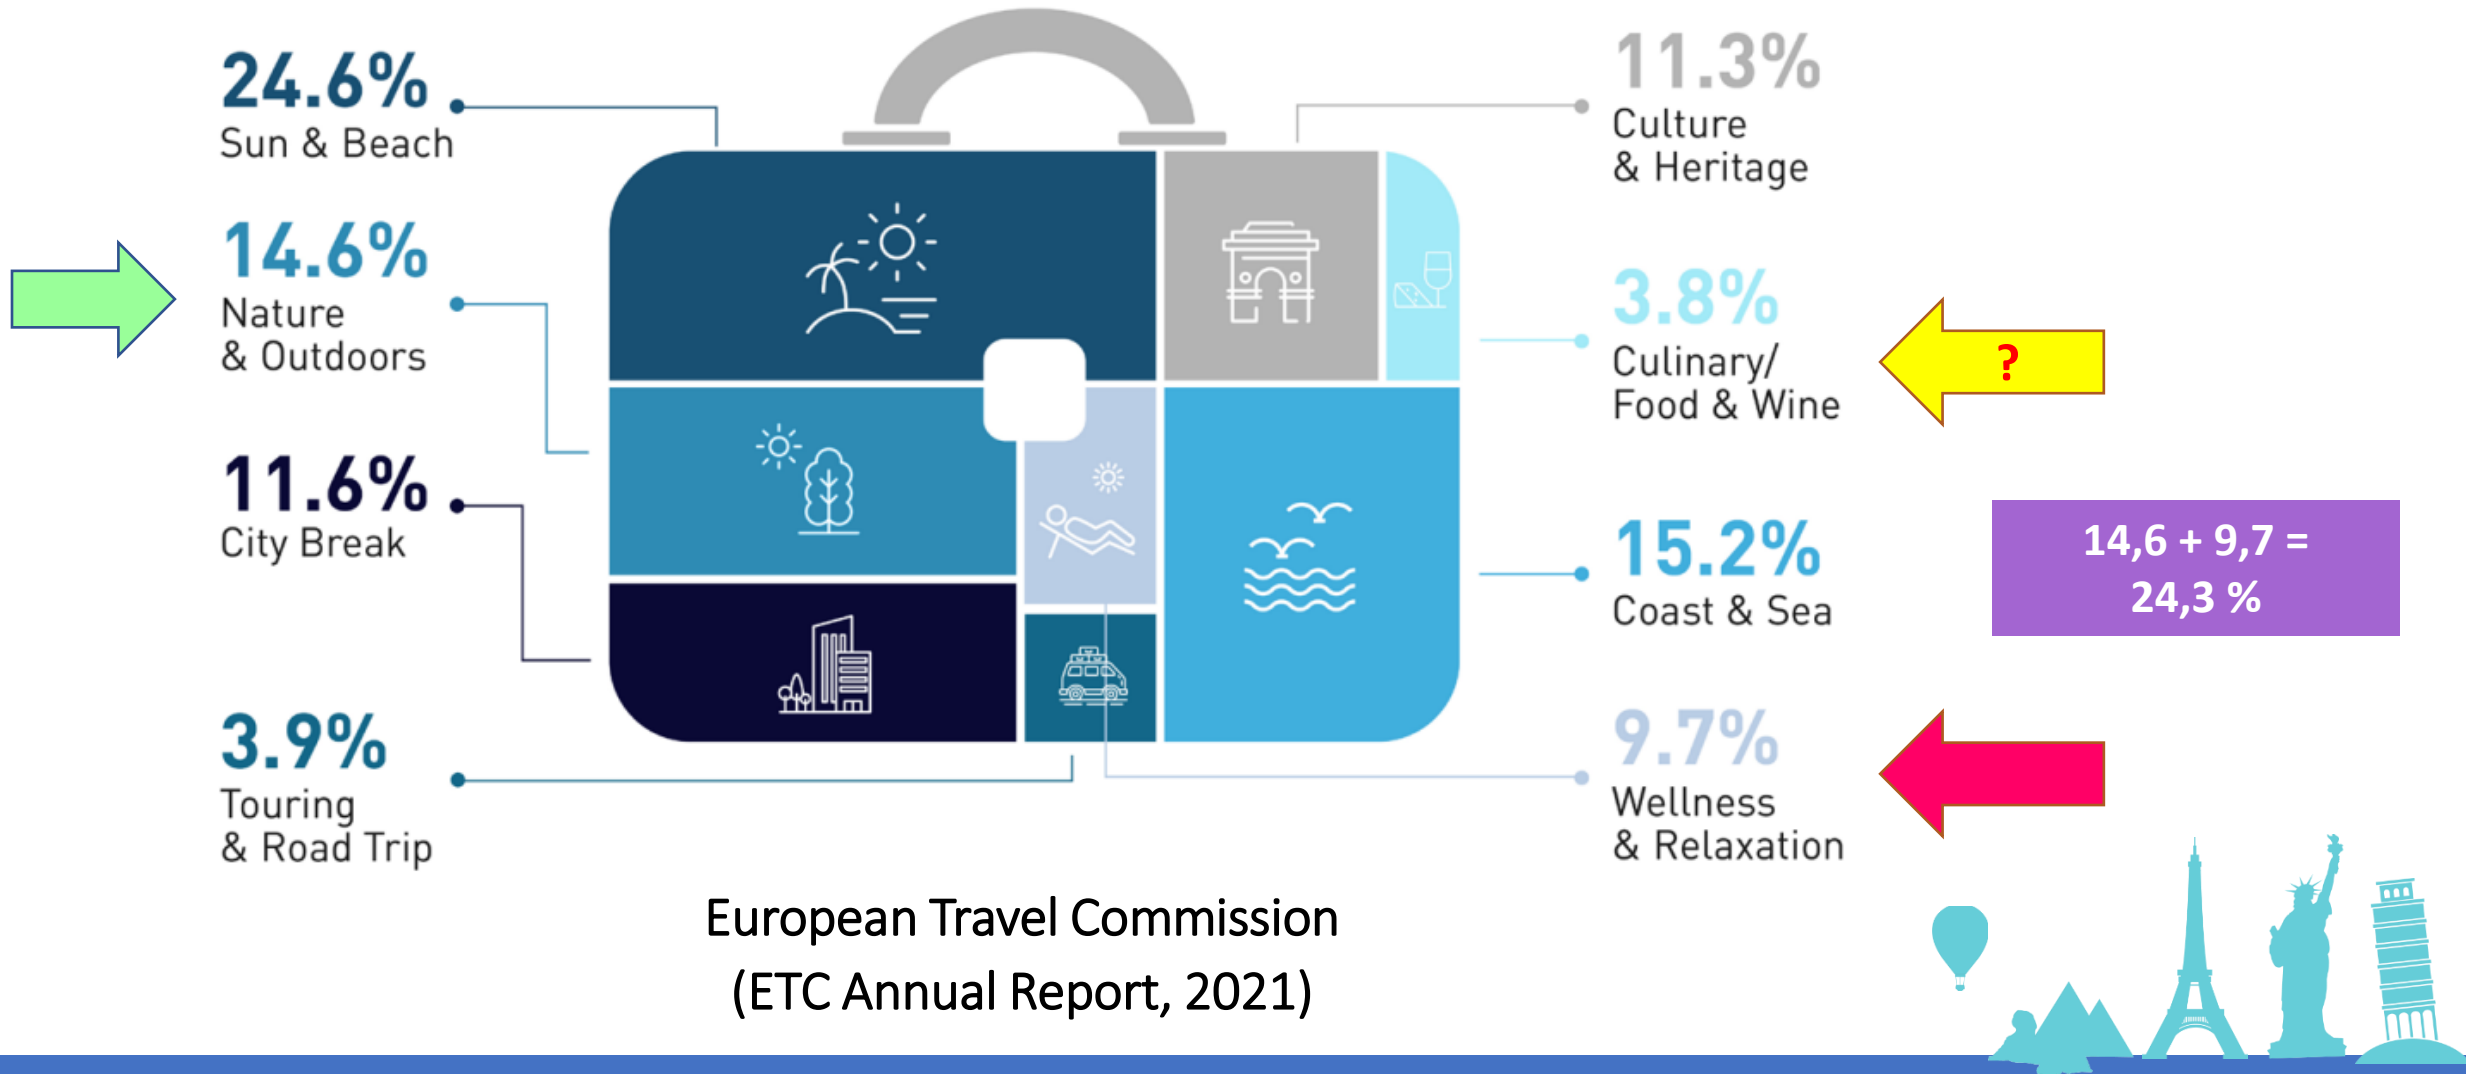 24.6%
Sun & Beach
14.6%
Nature
& Outdoors
11.6%
City Break
3.9%
Touring
& Road Trip
11.3%
Culture
& Heritage
3.8%
Culinary/
Food & Wine
?
15.2%
Coast & Sea
14,6 + 9,7 =
24,3 %
9.7%
Wellness
& Relaxation
European Travel Commission
(ETC Annual Report, 2021)